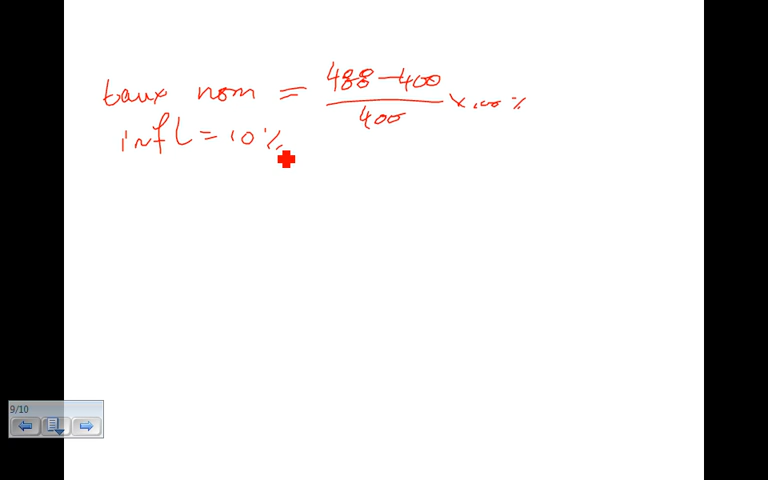 taux nom = 488 - 400 / 400 × 100 %
infl = 10 %
9/10